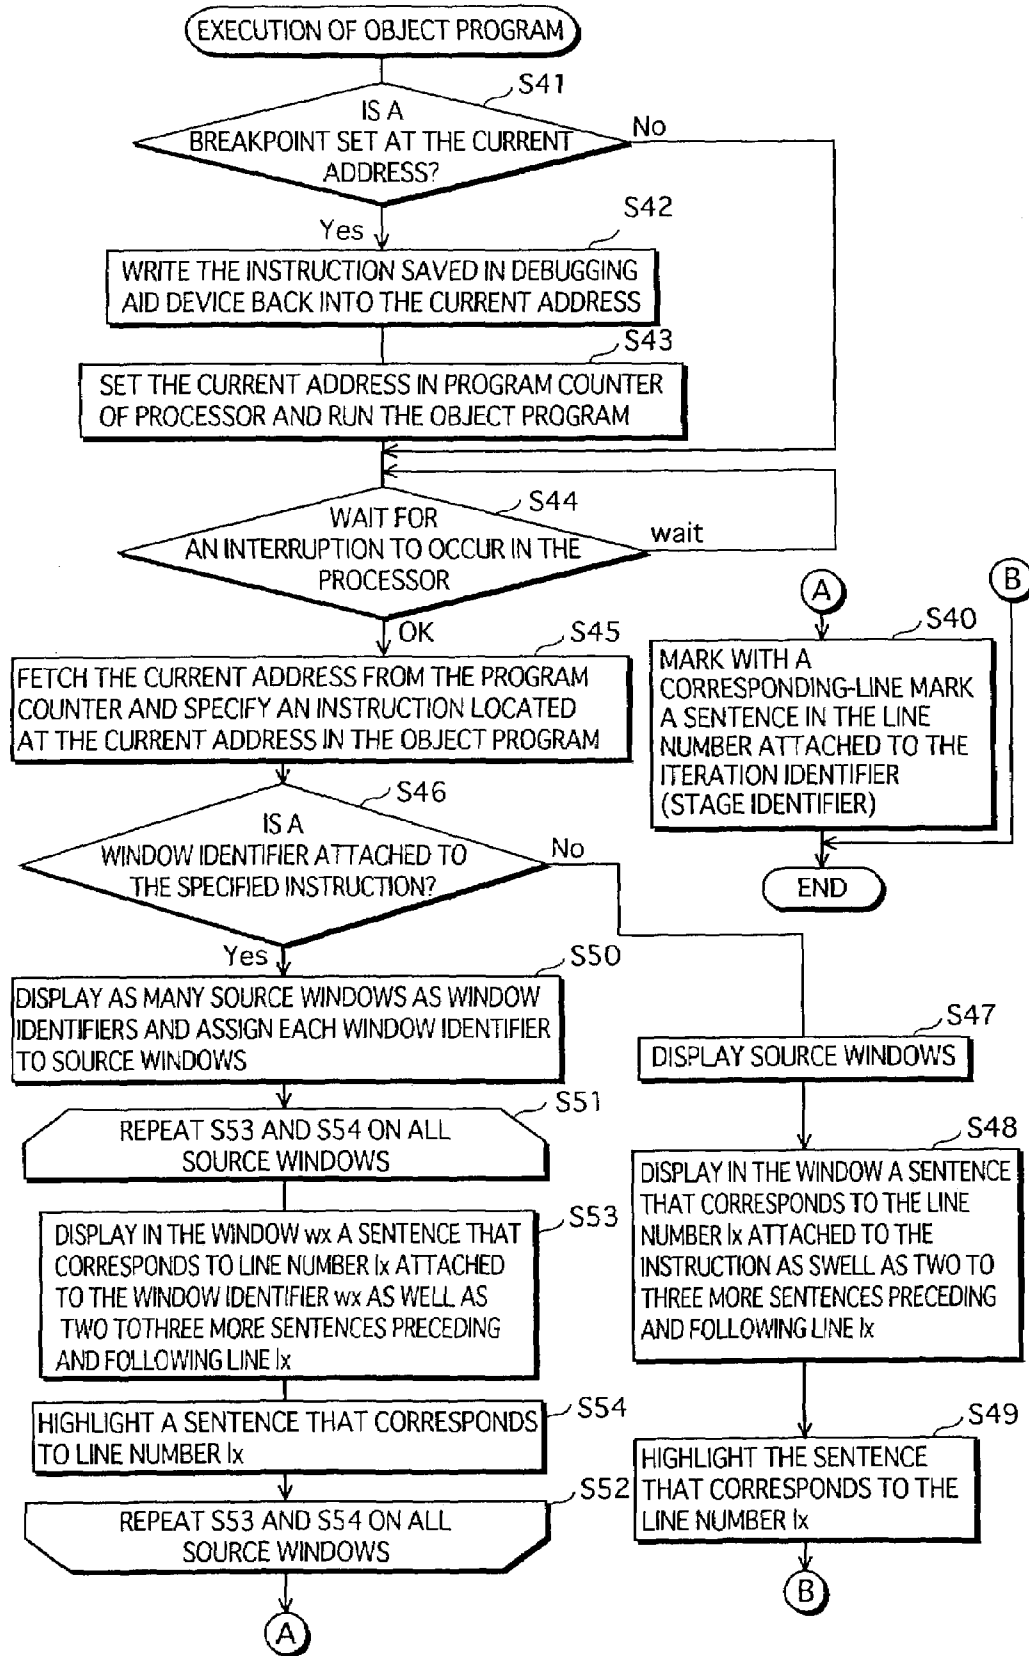 EXECUTION OF OBJECT PROGRAM
S41
IS A
BREAKPOINT SET AT THE CURRENT
ADDRESS?
No
Yes
S42
WRITE THE INSTRUCTION SAVED IN DEBUGGING
AID DEVICE BACK INTO THE CURRENT ADDRESS
S43
SET THE CURRENT ADDRESS IN PROGRAM COUNTER
OF PROCESSOR AND RUN THE OBJECT PROGRAM
S44
WAIT FOR
AN INTERRUPTION TO OCCUR IN THE
PROCESSOR
wait
OK
S45
FETCH THE CURRENT ADDRESS FROM THE PROGRAM
COUNTER AND SPECIFY AN INSTRUCTION LOCATED
AT THE CURRENT ADDRESS IN THE OBJECT PROGRAM
S46
IS A
WINDOW IDENTIFIER ATTACHED TO
THE SPECIFIED INSTRUCTION?
No
Yes
S50
DISPLAY AS MANY SOURCE WINDOWS AS WINDOW
IDENTIFIERS AND ASSIGN EACH WINDOW IDENTIFIER
TO SOURCE WINDOWS
S51
REPEAT S53 AND S54 ON ALL
SOURCE WINDOWS
S53
DISPLAY IN THE WINDOW wx A SENTENCE THAT
CORRESPONDS TO LINE NUMBER lx ATTACHED
TO THE WINDOW IDENTIFIER wx AS WELL AS
TWO TOTHREE MORE SENTENCES PRECEDING
AND FOLLOWING LINE lx
S54
HIGHLIGHT A SENTENCE THAT CORRESPONDS
TO LINE NUMBER lx
S52
REPEAT S53 AND S54 ON ALL
SOURCE WINDOWS
A
S47
DISPLAY SOURCE WINDOWS
S48
DISPLAY IN THE WINDOW A SENTENCE
THAT CORRESPONDS TO THE LINE
NUMBER lx ATTACHED TO THE
INSTRUCTION AS SWELL AS TWO TO
THREE MORE SENTENCES PRECEDING
AND FOLLOWING LINE lx
S49
HIGHLIGHT THE SENTENCE
THAT CORRESPONDS TO THE
LINE NUMBER lx
B
A
B
S40
MARK WITH A
CORRESPONDING-LINE MARK
A SENTENCE IN THE LINE
NUMBER ATTACHED TO THE
ITERATION IDENTIFIER
(STAGE IDENTIFIER)
END